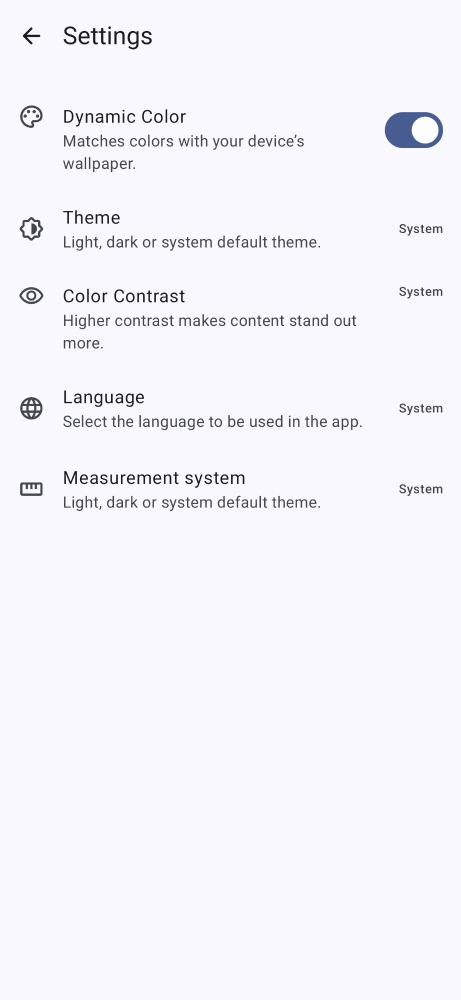 Settings
Dynamic Color
Matches colors with your device’s
wallpaper.
Theme
Light, dark or system default theme.
System
Color Contrast
System
Higher contrast makes content stand out
more.
Language
Select the language to be used in the app.
System
Measurement system
Light, dark or system default theme.
System